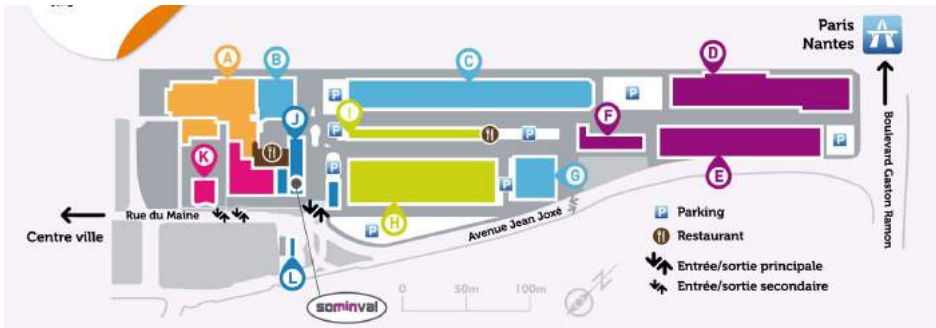 Paris
Nantes
A
B
C
D
J
I
F
P
P
P
P
K
P
P
G
E
P
H
P
Rue du Maine
Centre ville
Avenue Jean Joxé
Boulevard Gaston Ramon
P Parking
Restaurant
Entrée/sortie principale
Entrée/sortie secondaire
L
sominval
0 50m 100m
N